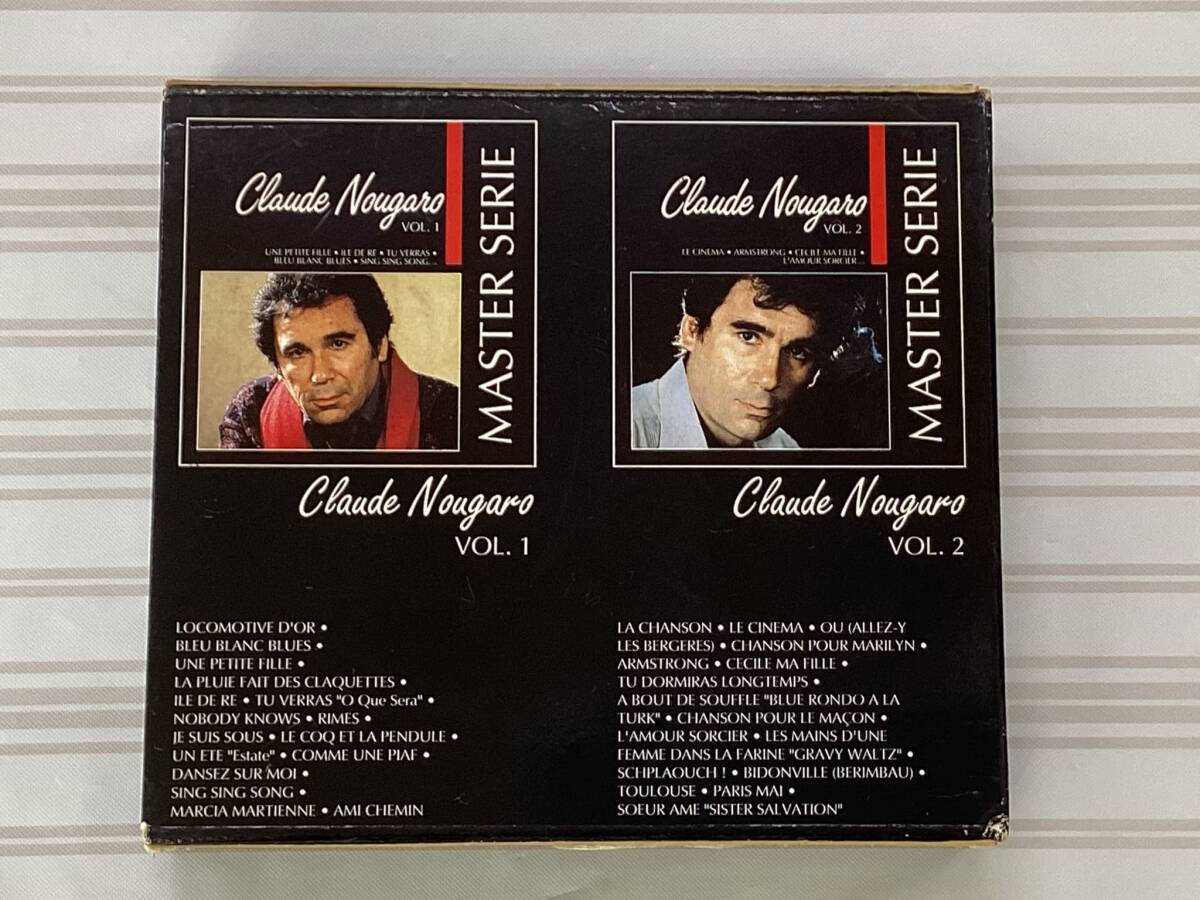 Claude Nougaro
VOL. 1
UNE PETITE FILLE • ILE DE RE • TU VERRAS •
BLEU BLANC BLUES • SING SING SONG....
MASTER SERIE
Claude Nougaro
VOL. 1
LOCOMOTIVE D'OR •
BLEU BLANC BLUES •
UNE PETITE FILLE •
LA PLUIE FAIT DES CLAQUETTES •
ILE DE RE • TU VERRAS "O Que Sera" •
NOBODY KNOWS • RIMES •
JE SUIS SOUS • LE COQ ET LA PENDULE •
UN ETE "Estate" • COMME UNE PIAF •
DANSEZ SUR MOI •
SING SING SONG •
MARCIA MARTIENNE • AMI CHEMIN
Claude Nougaro
VOL. 2
LE CINEMA • ARMSTRONG • CECILE MA FILLE •
L'AMOUR SORCIER....
MASTER SERIE
Claude Nougaro
VOL. 2
LA CHANSON • LE CINEMA • OU (ALLEZ-Y
LES BERGERES) • CHANSON POUR MARILYN •
ARMSTRONG • CECILE MA FILLE •
TU DORMIRAS LONGTEMPS •
A BOUT DE SOUFFLE "BLUE RONDO A LA
TURK" • CHANSON POUR LE MAÇON •
L'AMOUR SORCIER • LES MAINS D'UNE
FEMME DANS LA FARINE "GRAVY WALTZ" •
SCHPLAOUCH ! • BIDONVILLE (BERIMBAU) •
TOULOUSE • PARIS MAI •
SOEUR AME "SISTER SALVATION"